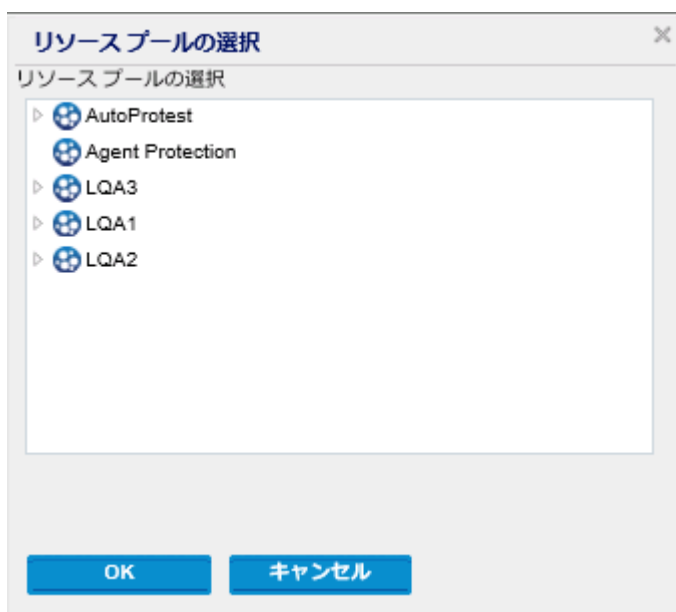 リソース プールの選択
リソース プールの選択
AutoProtest
Agent Protection
LQA3
LQA1
LQA2
OK キャンセル